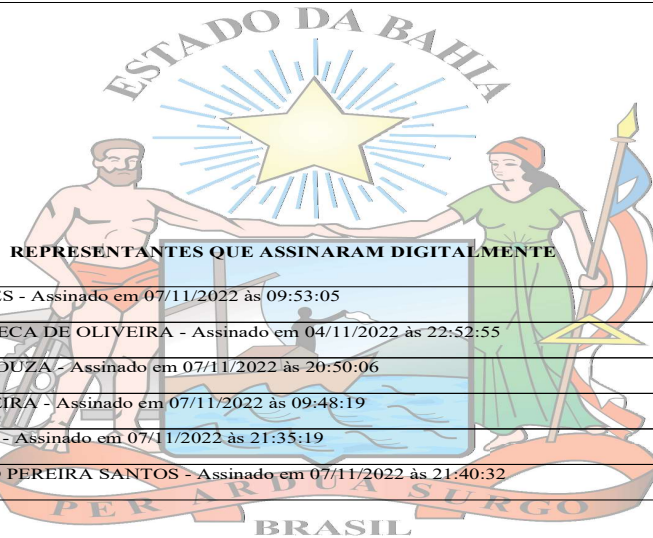 ESTADO DA BAHIA
REPRESENTANTES QUE ASSINARAM DIGITALMENTE
ES - Assinado em 07/11/2022 às 09:53:05
ECA DE OLIVEIRA - Assinado em 04/11/2022 às 22:52:55
OUZA - Assinado em 07/11/2022 às 20:50:06
EIRA - Assinado em 07/11/2022 às 09:48:19
- Assinado em 07/11/2022 às 21:35:19
PEREIRA SANTOS - Assinado em 07/11/2022 às 21:40:32
PER ARDUA SURGO
BRASIL